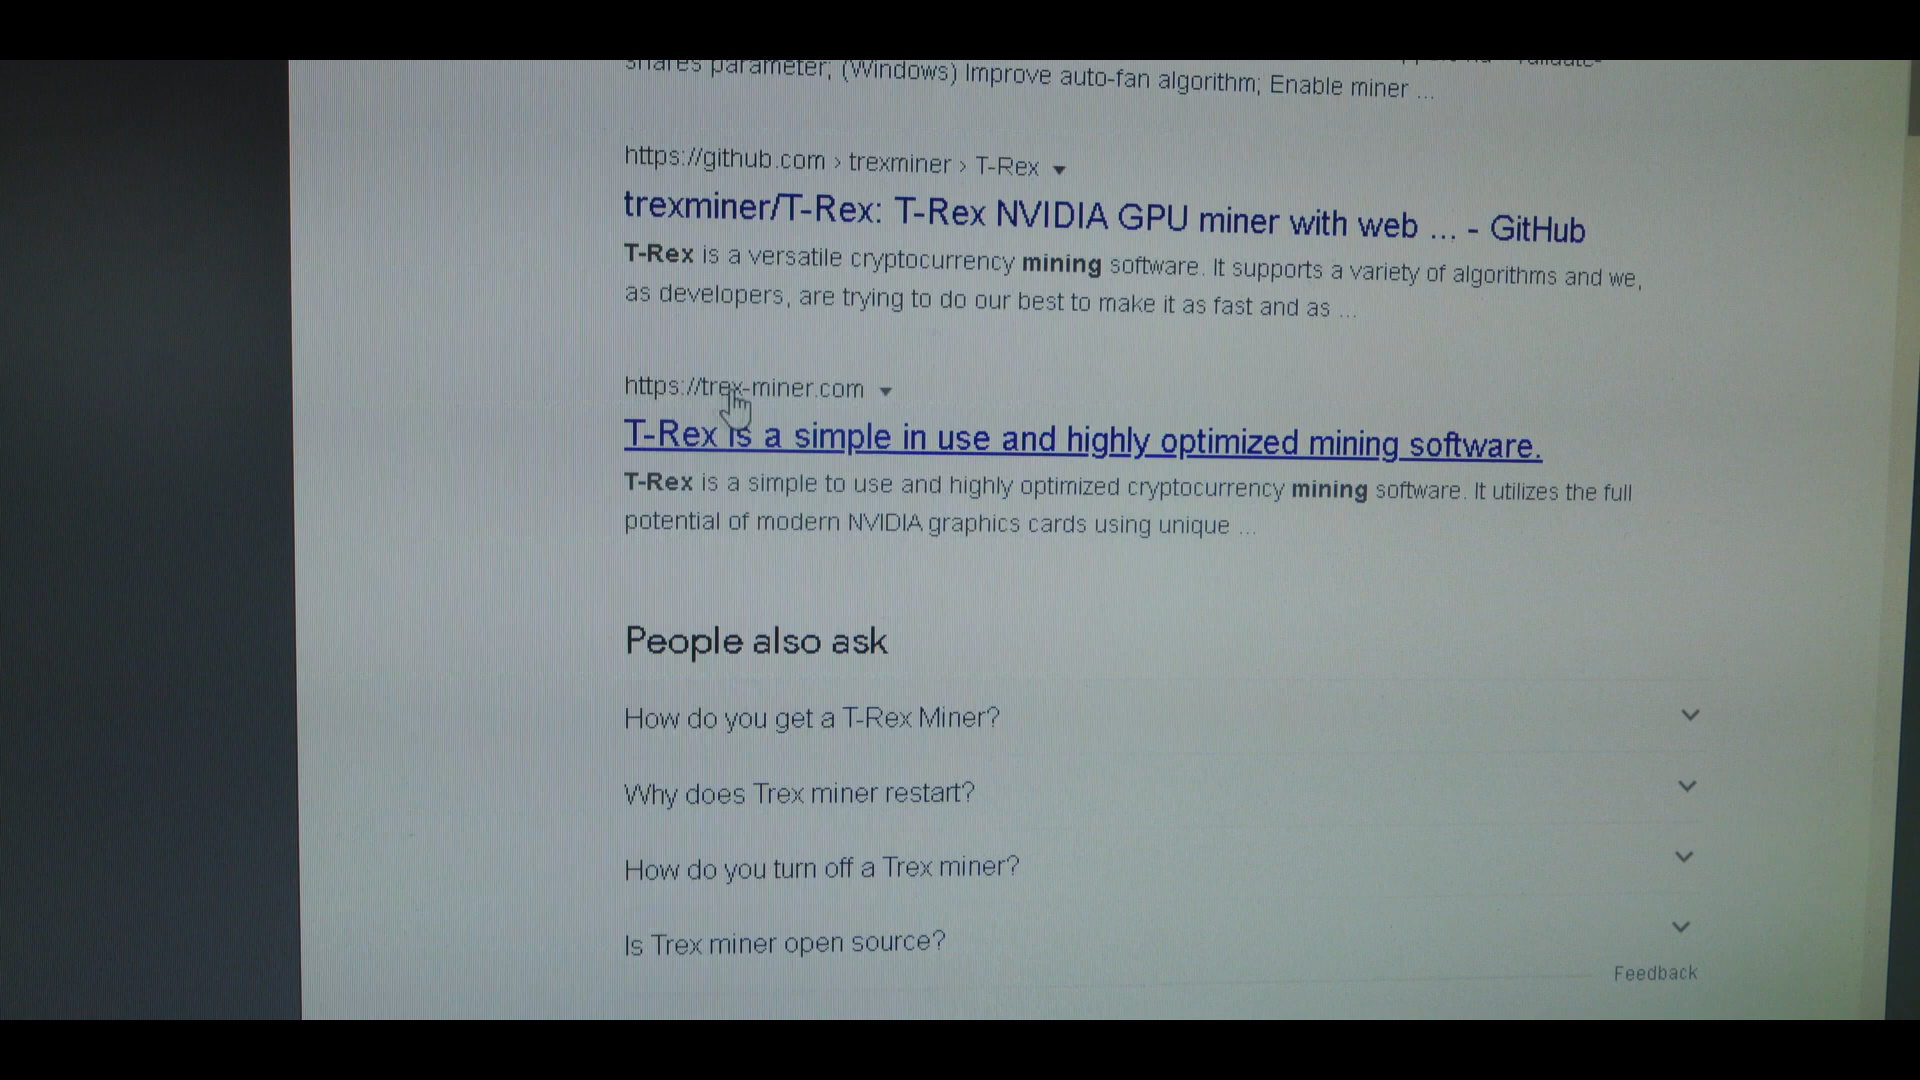 shares parameter; (Windows) Improve auto-fan algorithm; Enable miner ...
https://github.com › trexminer › T-Rex
trexminer/T-Rex: T-Rex NVIDIA GPU miner with web ... - GitHub
T-Rex is a versatile cryptocurrency mining software. It supports a variety of algorithms and we,
as developers, are trying to do our best to make it as fast and as ...
https://trex-miner.com
T-Rex is a simple in use and highly optimized mining software.
T-Rex is a simple to use and highly optimized cryptocurrency mining software. It utilizes the full
potential of modern NVIDIA graphics cards using unique ...
People also ask
How do you get a T-Rex Miner?
Why does Trex miner restart?
How do you turn off a Trex miner?
Is Trex miner open source?
Feedback